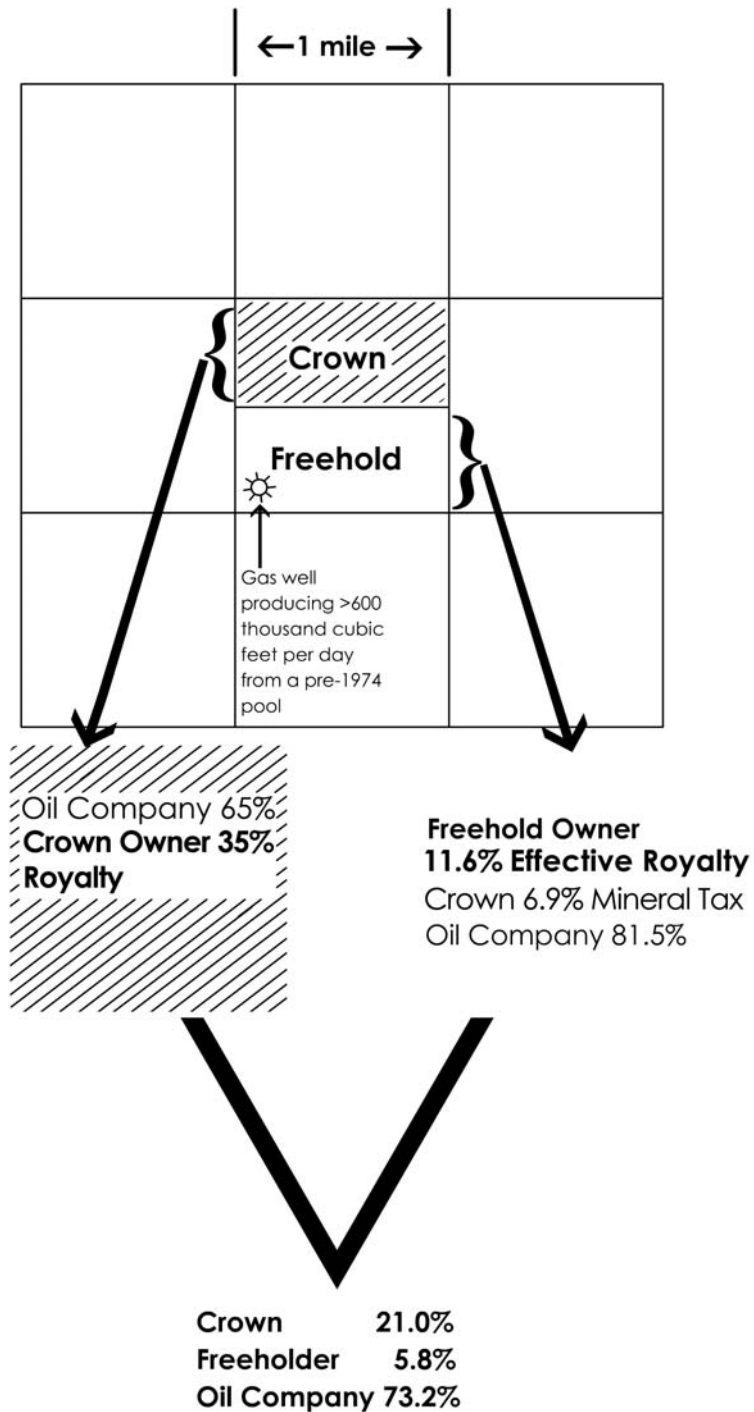 ←1 mile→
Crown
Freehold
Gas well
producing >600
thousand cubic
feet per day
from a pre-1974
pool
Oil Company 65%
Crown Owner 35%
Royalty
Freehold Owner
11.6% Effective Royalty
Crown 6.9% Mineral Tax
Oil Company 81.5%
Crown 21.0%
Freeholder 5.8%
Oil Company 73.2%